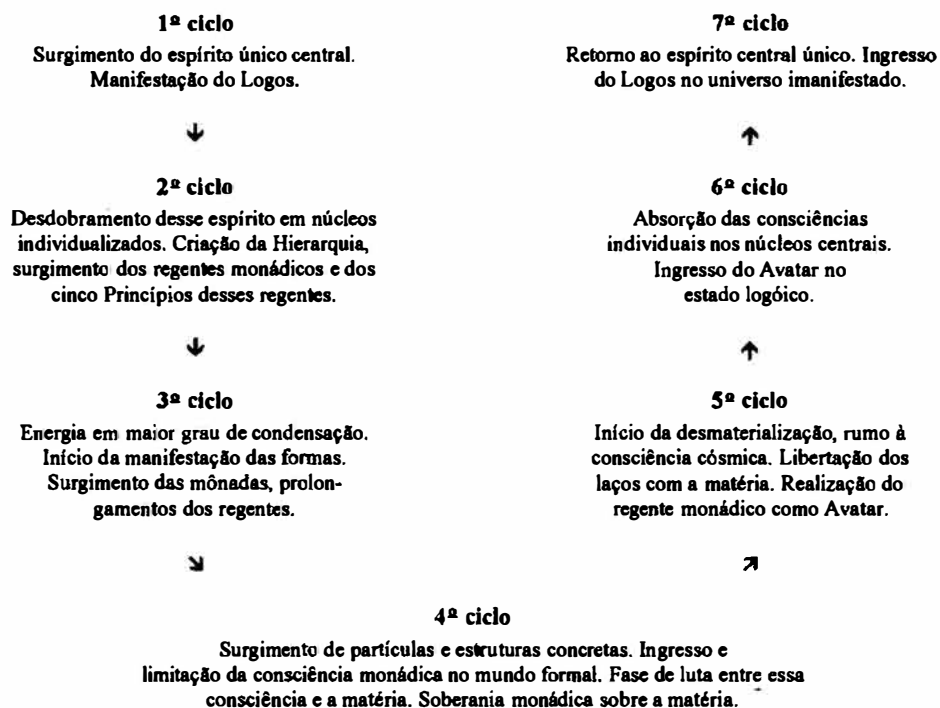 1º ciclo
Surgimento do espírito único central.
Manifestação do Logos.
↓
2º ciclo
Desdobramento desse espírito em núcleos
individualizados. Criação da Hierarquia,
surgimento dos regentes monádicos e dos
cinco Princípios desses regentes.
↓
3º ciclo
Energia em maior grau de condensação.
Início da manifestação das formas.
Surgimento das mônadas, prolon-
gamentos dos regentes.
↘
4º ciclo
Surgimento de partículas e estruturas concretas. Ingresso e
limitação da consciência monádica no mundo formal. Fase de luta entre essa
consciência e a matéria. Soberania monádica sobre a matéria.
↗
5º ciclo
Início da desmaterialização, rumo à
consciência cósmica. Libertação dos
laços com a matéria. Realização do
regente monádico como Avatar.
↑
6º ciclo
Absorção das consciências
individuais nos núcleos centrais.
Ingresso do Avatar no
estado logóico.
↑
7º ciclo
Retorno ao espírito central único. Ingresso
do Logos no universo imanifestado.